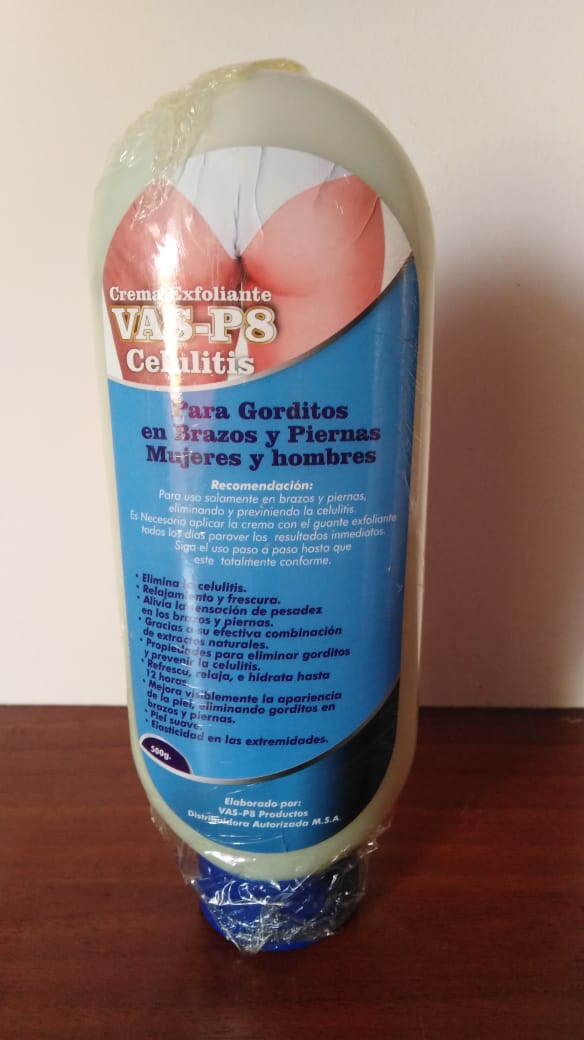 Crema Exfoliante
VAS-P8
Celulitis
Para Gorditos
en Brazos y Piernas
Mujeres y hombres
Recomendación:
Para uso solamente en brazos y piernas,
eliminando y previniendo la celulitis.
Es Necesario aplicar la crema con el guante exfoliante
todos los días paraver los resultados inmediatos.
Siga el uso paso a paso hasta que
este totalmente conforme.
· Elimina la celulitis.
· Relajamiento y frescura.
· Alivia la sensación de pesadez
en los brazos y piernas.
· Gracias a su efectiva combinación
de extractos naturales.
· Propiedades para eliminar gorditos
y prevenir la celulitis.
· Refresca, relaja, e hidrata hasta
12 horas.
· Mejora visiblemente la apariencia
de la piel, eliminando gorditos en
brazos y piernas.
· Piel suave.
· Elasticidad en las extremidades.
500g.
Elaborado por:
VAS-P8 Productos
Distribuidora Autorizada M.S.A.